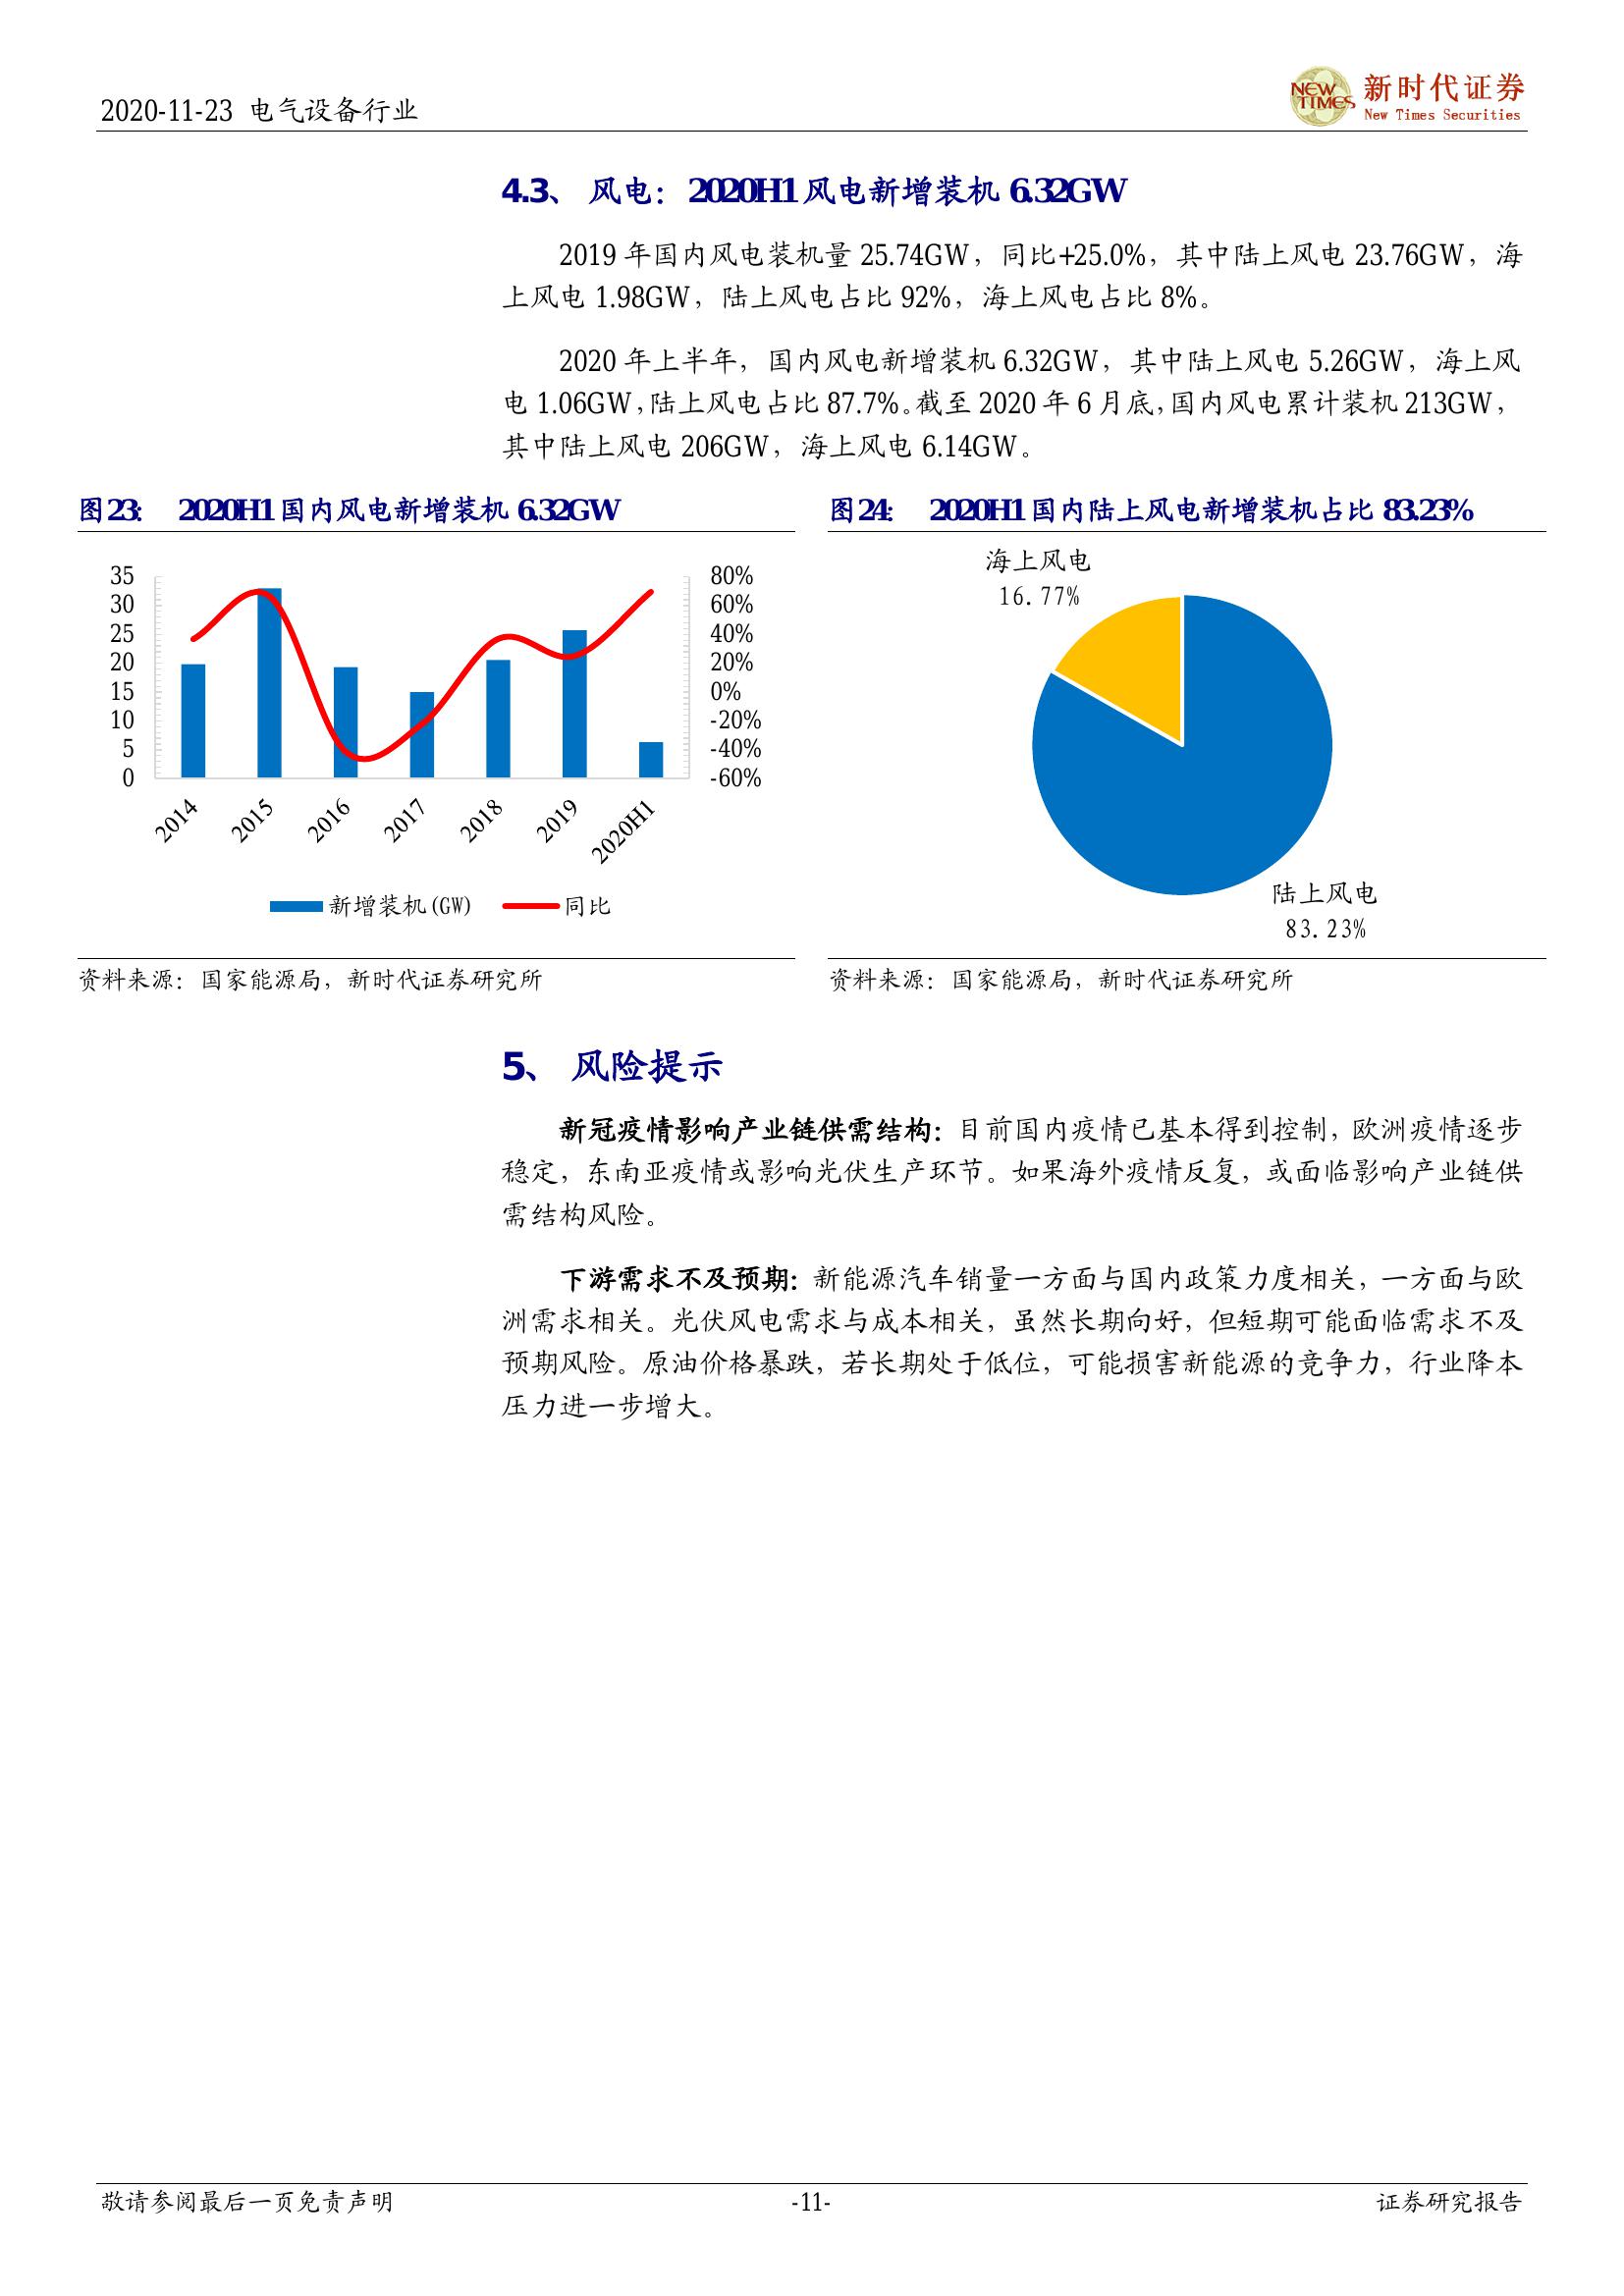 2020-11-23 电气设备行业
NEW TIMES 新时代证券
New Times Securities
4.3、 风电：2020H1风电新增装机 6.32GW
2019 年国内风电装机量 25.74GW，同比+25.0%，其中陆上风电 23.76GW，海
上风电 1.98GW，陆上风电占比 92%，海上风电占比 8%。
2020 年上半年，国内风电新增装机 6.32GW，其中陆上风电 5.26GW，海上风
电 1.06GW，陆上风电占比 87.7%。截至 2020 年 6 月底，国内风电累计装机 213GW，
其中陆上风电 206GW，海上风电 6.14GW。
图23： 2020H1国内风电新增装机 6.32GW
35 80%
30 60%
25 40%
20 20%
15 0%
10 -20%
5 -40%
0 -60%
2014 2015 2016 2017 2018 2019 2020H1
新增装机(GW) 同比
资料来源：国家能源局，新时代证券研究所
图24： 2020H1国内陆上风电新增装机占比 83.23%
海上风电
16.77%
陆上风电
83.23%
资料来源：国家能源局，新时代证券研究所
5、 风险提示
新冠疫情影响产业链供需结构：目前国内疫情已基本得到控制，欧洲疫情逐步
稳定，东南亚疫情或影响光伏生产环节。如果海外疫情反复，或面临影响产业链供
需结构风险。
下游需求不及预期：新能源汽车销量一方面与国内政策力度相关，一方面与欧
洲需求相关。光伏风电需求与成本相关，虽然长期向好，但短期可能面临需求不及
预期风险。原油价格暴跌，若长期处于低位，可能损害新能源的竞争力，行业降本
压力进一步增大。
敬请参阅最后一页免责声明 -11- 证券研究报告